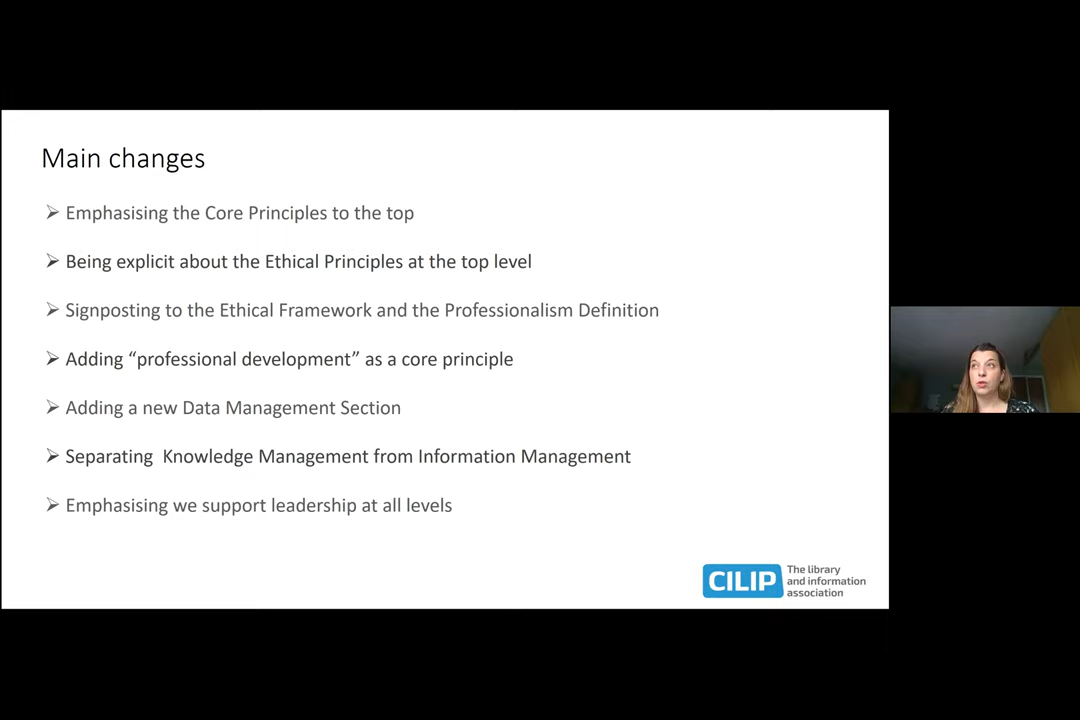 Main changes
➢ Emphasising the Core Principles to the top
➢ Being explicit about the Ethical Principles at the top level
➢ Signposting to the Ethical Framework and the Professionalism Definition
➢ Adding “professional development” as a core principle
➢ Adding a new Data Management Section
➢ Separating  Knowledge Management from Information Management
➢ Emphasising we support leadership at all levels
CILIP
The library
and information
association